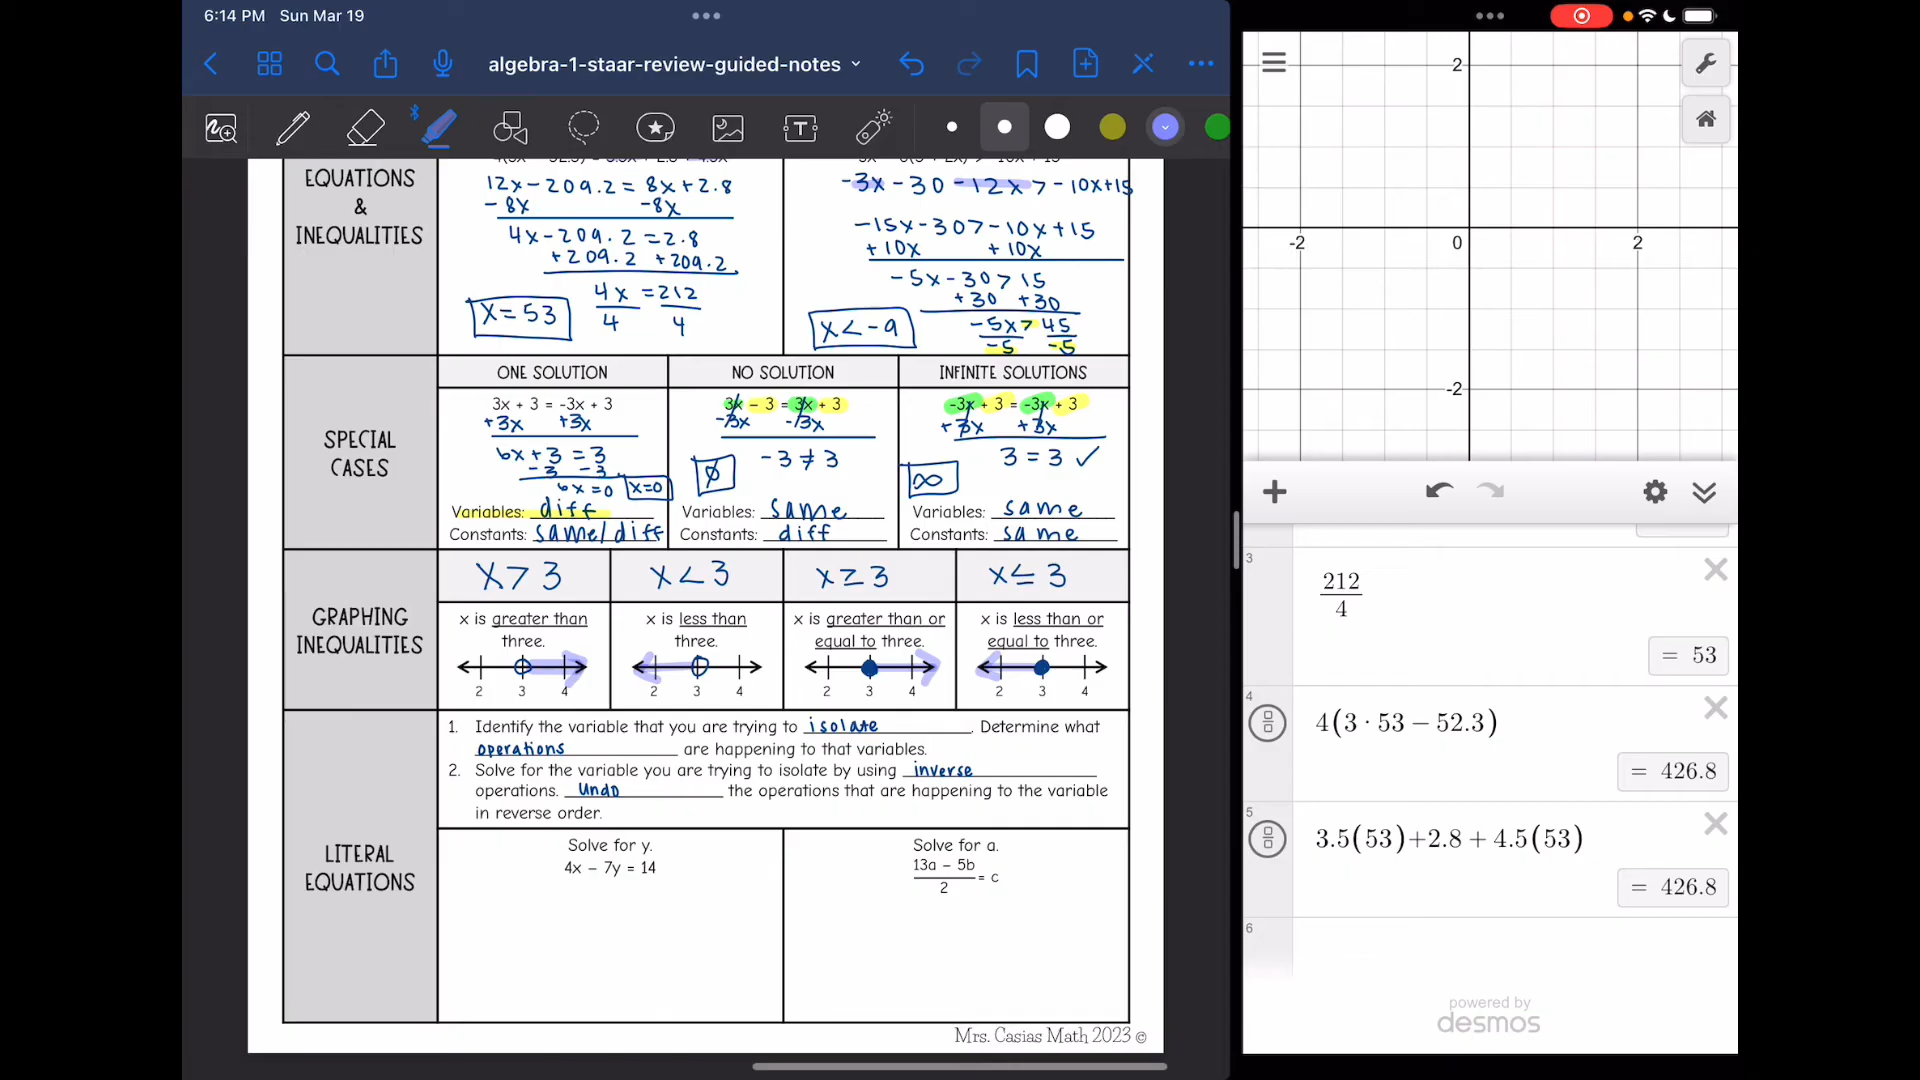 6:14 PM Sun Mar 19
algebra-1-staar-review-guided-notes
EQUATIONS
&
INEQUALITIES
12x - 209.2 = 8x + 2.8
-8x -8x
4x - 209.2 = 2.8
+209.2 +209.2
4x = 212
4 4
x = 53
-3x - 30 - 12x > -10x + 15
-15x - 30 > -10x + 15
+10x +10x
-5x - 30 > 15
+30 +30
-5x > 45
-5 -5
x < -9
SPECIAL
CASES
ONE SOLUTION
3x + 3 = -3x + 3
+3x +3x
6x + 3 = 3
-3 -3
6x = 0
x=0
Variables: diff
Constants: same/diff
NO SOLUTION
3x - 3 = 3x + 3
-3x -3x
-3 ≠ 3
∅
Variables: same
Constants: diff
INFINITE SOLUTIONS
-3x + 3 = -3x + 3
+3x +3x
3 = 3 ✓
∞
Variables: same
Constants: same
GRAPHING
INEQUALITIES
x > 3
x is greater than
three.
2 3 4
x < 3
x is less than
three.
2 3 4
x ≥ 3
x is greater than or
equal to three.
2 3 4
x ≤ 3
x is less than or
equal to three.
2 3 4
LITERAL
EQUATIONS
1. Identify the variable that you are trying to isolate. Determine what
operations are happening to that variables.
2. Solve for the variable you are trying to isolate by using inverse
operations. Undo the operations that are happening to the variable
in reverse order.
Solve for y.
4x - 7y = 14
Solve for a.
13a - 5b
2
= c
Mrs. Casias Math 2023 ©
2
-2 0 2
-2
3
212
4
= 53
4
4(3 · 53 − 52.3)
= 426.8
5
3.5(53)+2.8 + 4.5(53)
= 426.8
6
powered by
desmos